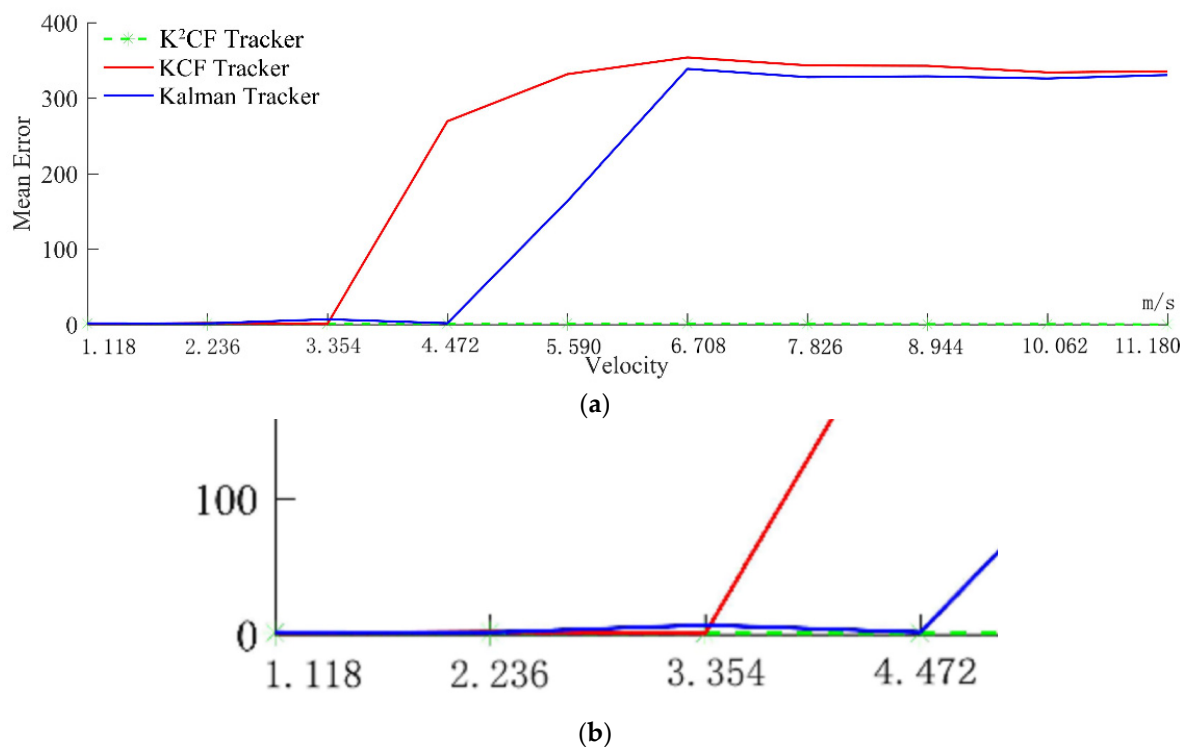 400
K²CF Tracker
KCF Tracker
300
Kalman Tracker
Mean Error
200
100
m/s
0
1.118 2.236 3.354 4.472 5.590 6.708 7.826 8.944 10.062 11.180
Velocity
(a)
100
0
1.118 2.236 3.354 4.472
(b)